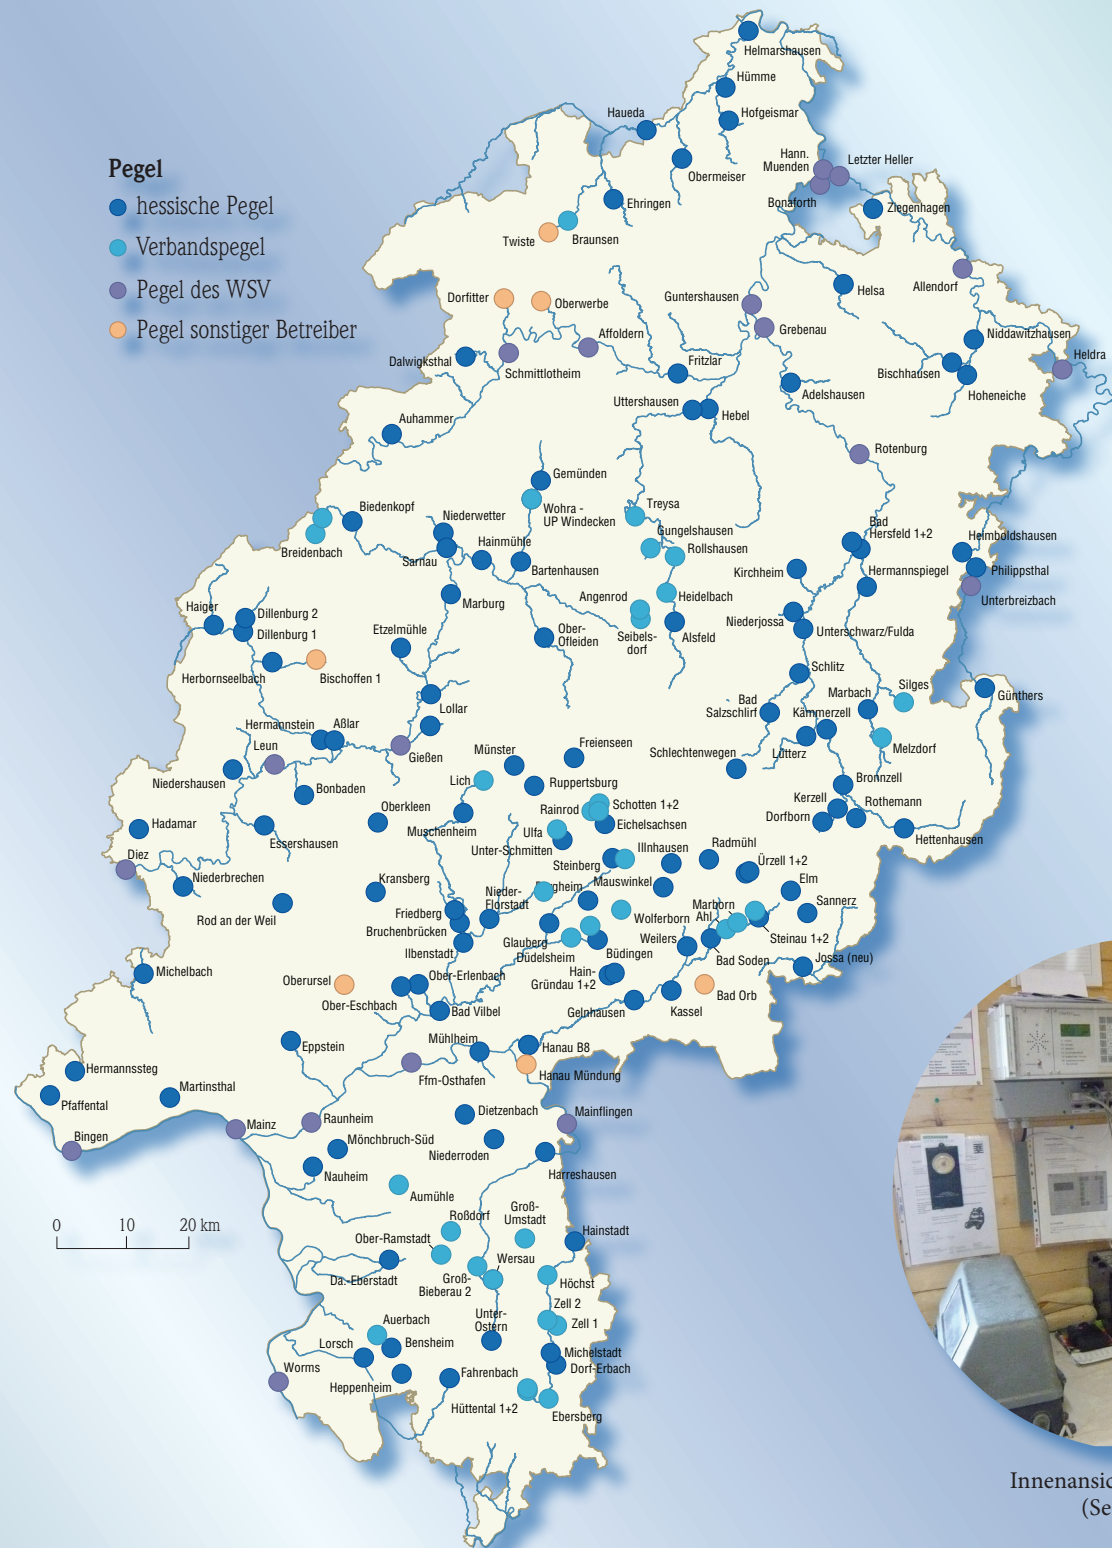 Helmarshausen
Hümme
Hofgeismar
Haueda
Obermeiser
Hann.
Muenden
Letzter Heller
Bonaforth
Ziegenhagen
Pegel
hessische Pegel
Verbandspegel
Pegel des WSV
Pegel sonstiger Betreiber
Ehringen
Twiste
Braunsen
Allendorf
Helsa
Dorfitter
Oberwerbe
Guntershausen
Grebenau
Niddawitzhausen
Affoldern
Dalwigksthal
Schmittlotheim
Fritzlar
Bischhausen
Heldra
Hoheneiche
Adelshausen
Uttershausen
Hebel
Auhammer
Rotenburg
Gemünden
Biedenkopf
Wohra -
UP Windecken
Treysa
Niederwetter
Bad
Hersfeld 1+2
Gungelshausen
Breidenbach
Hainmühle
Rollshausen
Heimboldshausen
Sarnau
Bartenhausen
Kirchheim
Hermannspiegel
Philippsthal
Unterbreizbach
Marburg
Angenrod
Heidelbach
Haiger
Dillenburg 2
Dillenburg 1
Etzelmühle
Ober-
Ofleiden
Seibels-
dorf
Alsfeld
Niederjossa
Unterschwarz/Fulda
Herbornseelbach
Bischoffen 1
Schlitz
Silges
Günthers
Marbach
Bad
Salzschlirf
Kämmerzell
Lollar
Hermannstein
Aßlar
Leun
Gießen
Münster
Freienseen
Schlechtenwegen
Lütterz
Melzdorf
Niedershausen
Bonbaden
Lich
Ruppertsburg
Bronnzell
Kerzell
Rothemann
Dorfborn
Oberkleen
Muschenheim
Rainrod
Schotten 1+2
Eichelsachsen
Hadamar
Essershausen
Ulfa
Unter-Schmitten
Illnhausen
Radmühl
Hettenhausen
Diez
Steinberg
Ürzell 1+2
Niederbrechen
Kransberg
Nieder-
Florstadt
Bergheim
Mauswinkel
Elm
Rod an der Weil
Friedberg
Bruchenbrücken
Wolferborn
Marborn
Ahl
Sannerz
Ilbenstadt
Glauberg
Düdelsheim
Büdingen
Weilers
Steinau 1+2
Bad Soden
Michelbach
Oberursel
Ober-Erlenbach
Hain-
Gründau 1+2
Jossa (neu)
Ober-Eschbach
Bad Vilbel
Gelnhausen
Kassel
Bad Orb
Eppstein
Mühlheim
Hanau B8
Hermannssteg
Ffm-Osthafen
Hanau Mündung
Martinsthal
Pfaffental
Mainz
Raunheim
Dietzenbach
Mainflingen
Bingen
Mönchbruch-Süd
Niederroden
Nauheim
Harreshausen
Aumühle
Groß-
Umstadt
Roßdorf
0 10 20 km
Ober-Ramstadt
Hainstadt
Wersau
Da.-Eberstadt
Groß-
Bieberau 2
Höchst
Zell 2
Auerbach
Unter-
Ostern
Zell 1
Lorsch
Bensheim
Michelstadt
Dorf-Erbach
Worms
Heppenheim
Fahrenbach
Hüttental 1+2
Ebersberg
Innenansic
(Se